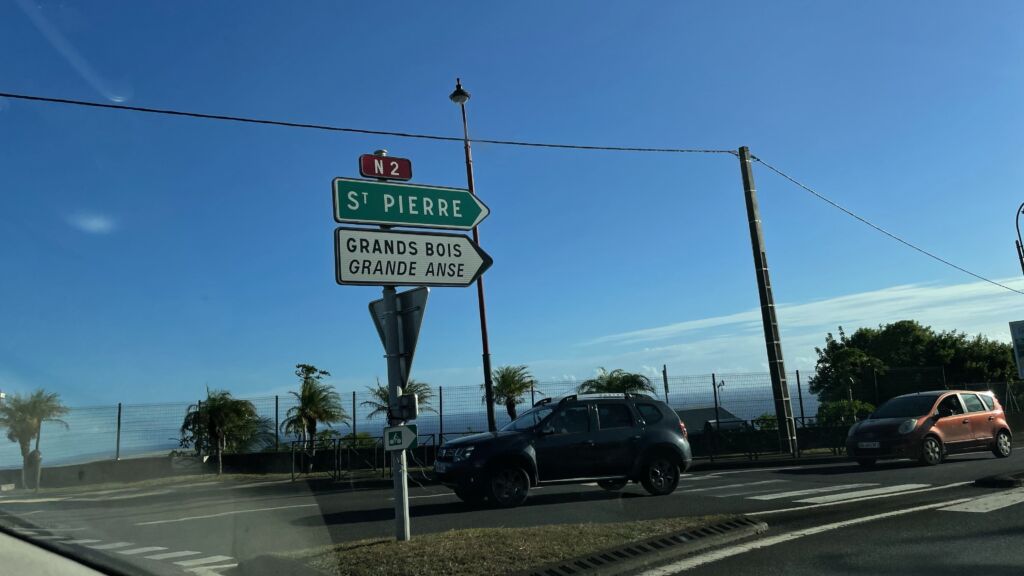 N 2
ST PIERRE
GRANDS BOIS
GRANDE ANSE